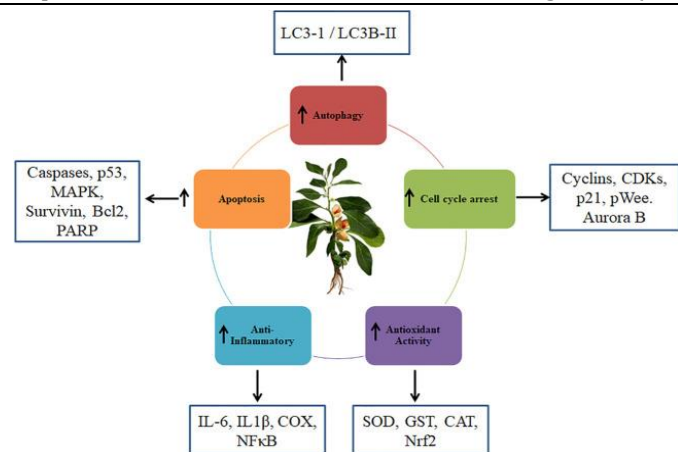 LC3-1 / LC3B-II
Autophagy
Caspases, p53,
MAPK,
Survivin, Bcl2,
PARP
Apoptosis
Cell cycle arrest
Cyclins, CDKs,
p21, pWee.
Aurora B
Anti-
Inflammatory
Antioxidant
Activity
IL-6, IL1β, COX,
NFκB
SOD, GST, CAT,
Nrf2